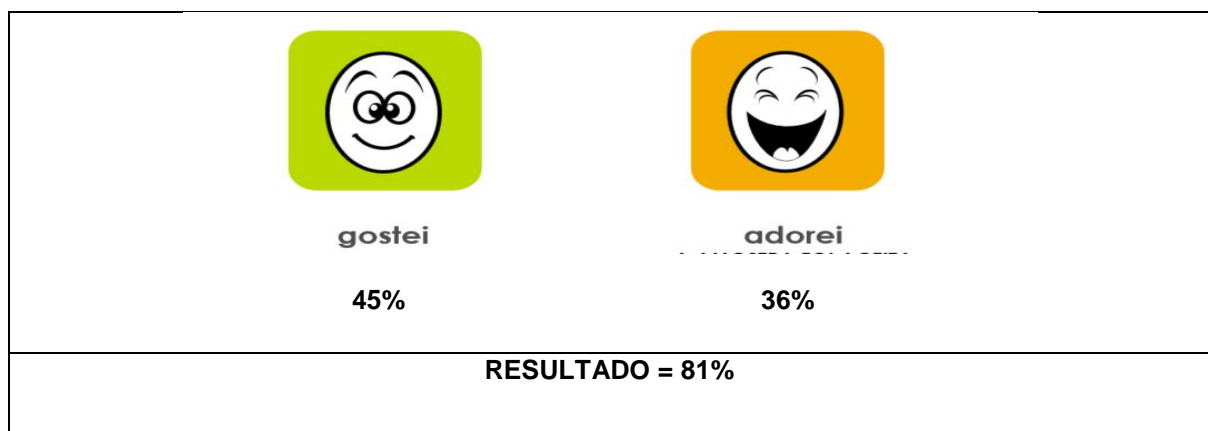 gostei adorei
45% 36%
RESULTADO = 81%